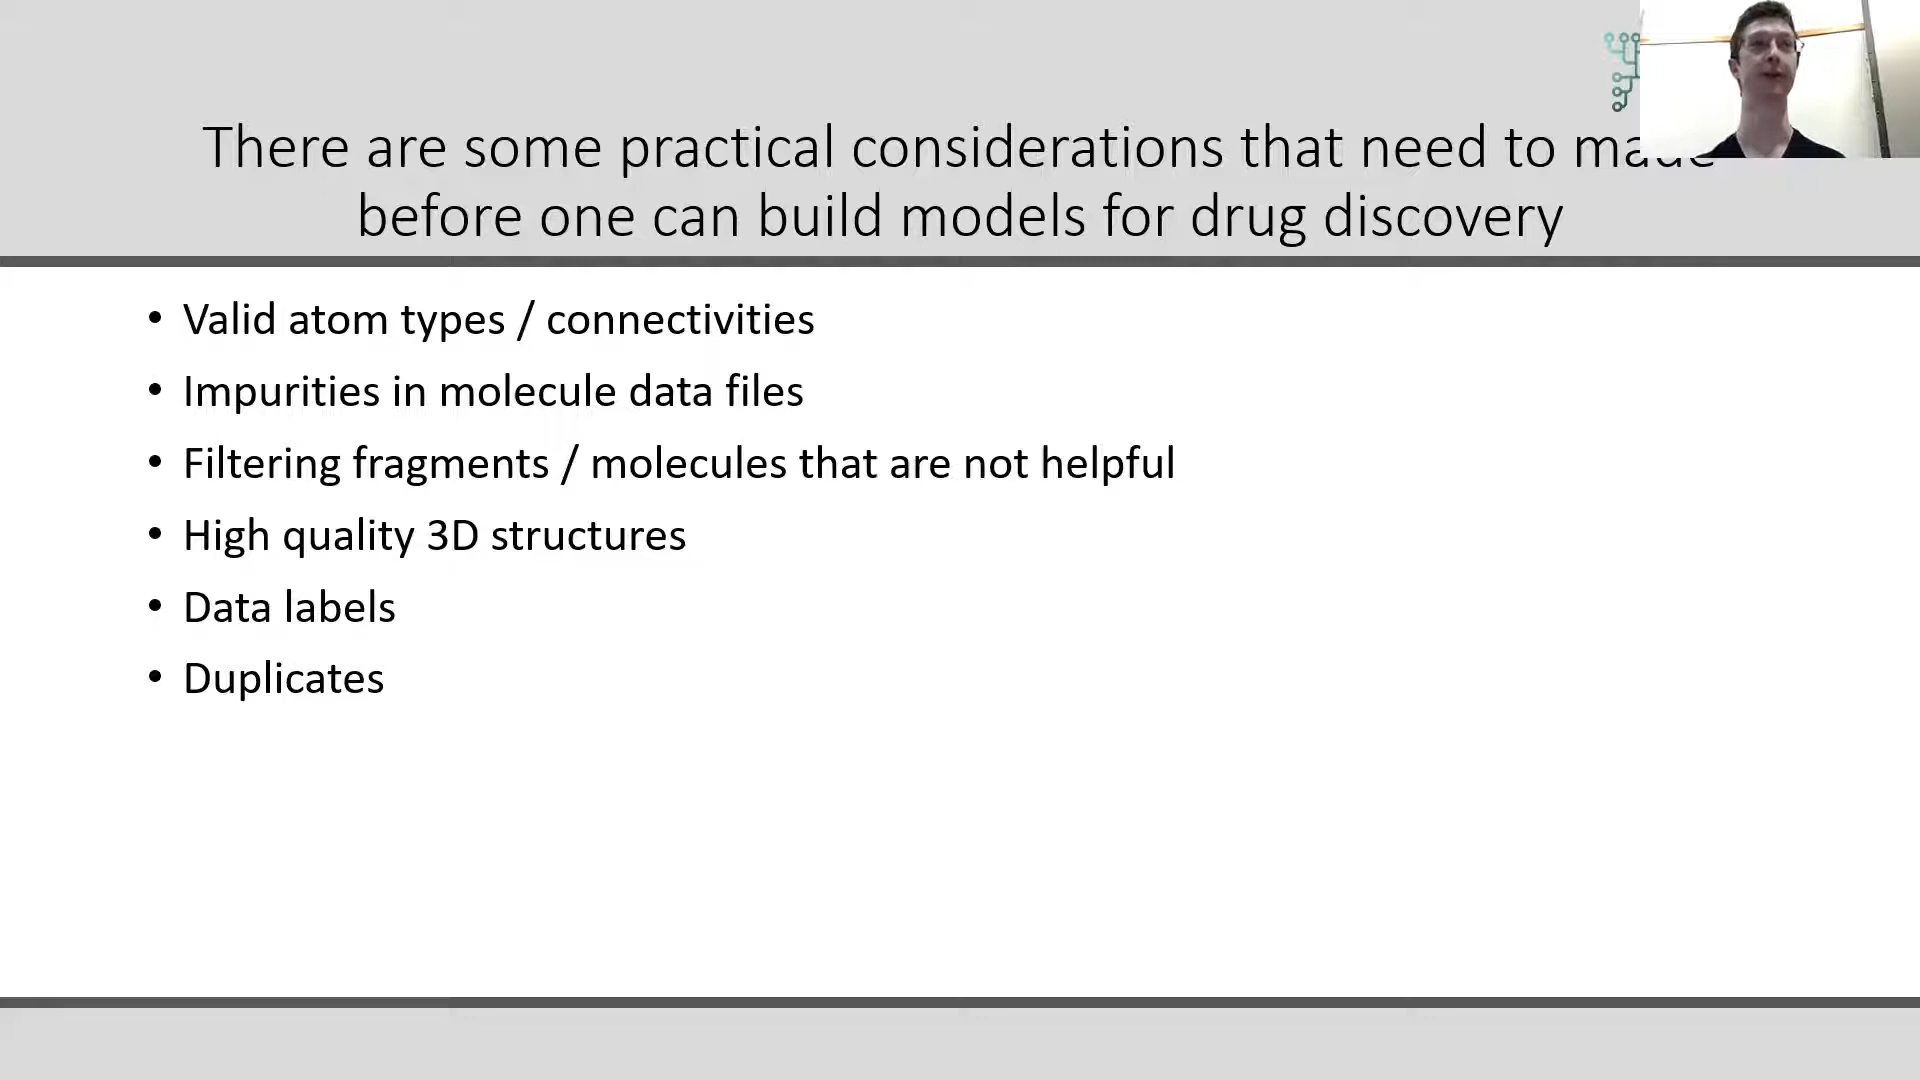 There are some practical considerations that need to made
before one can build models for drug discovery
• Valid atom types / connectivities
• Impurities in molecule data files
• Filtering fragments / molecules that are not helpful
• High quality 3D structures
• Data labels
• Duplicates